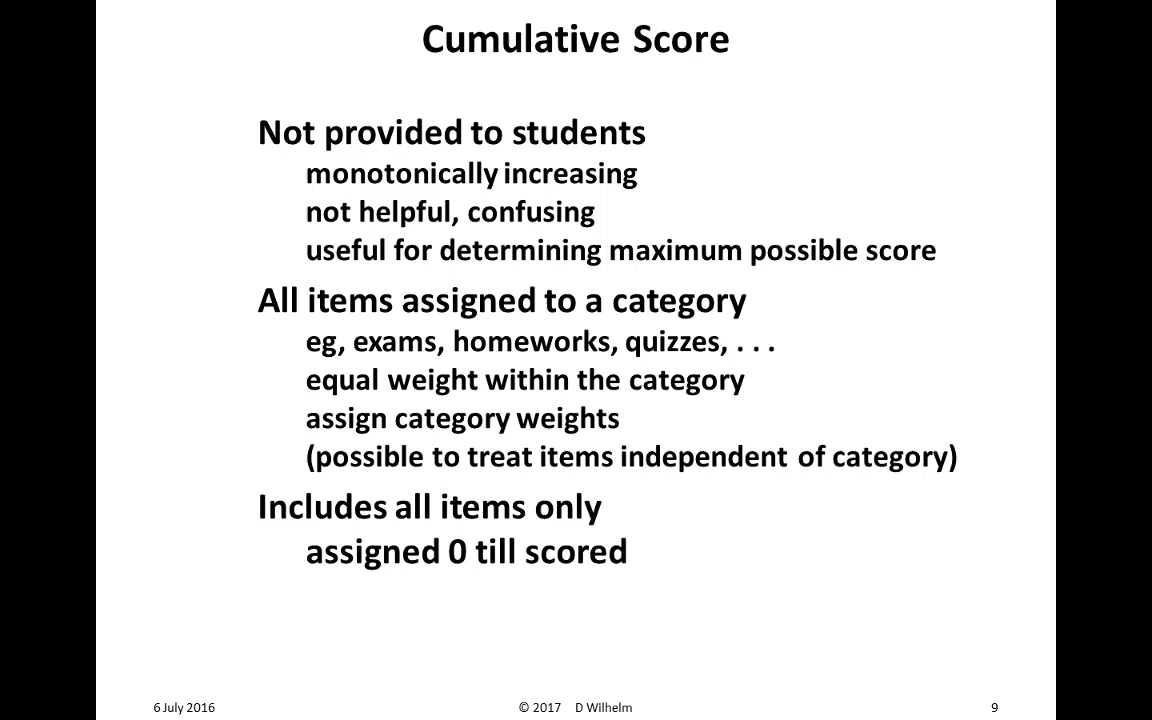 Cumulative Score
Not provided to students
monotonically increasing
not helpful, confusing
useful for determining maximum possible score
All items assigned to a category
eg, exams, homeworks, quizzes, . . .
equal weight within the category
assign category weights
(possible to treat items independent of category)
Includes all items only
assigned 0 till scored
6 July 2016 © 2017 D Wilhelm 9